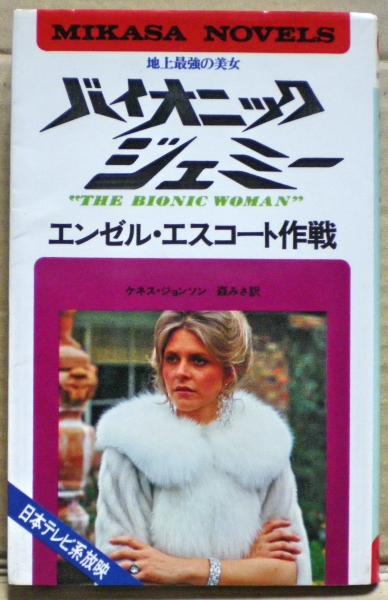 MIKASA NOVELS
地上最強の美女
バイオニック
ジェミー
"THE BIONIC WOMAN"
エンゼル・エスコート作戦
ケネス・ジョンソン 森みさ訳
日本テレビ系放映